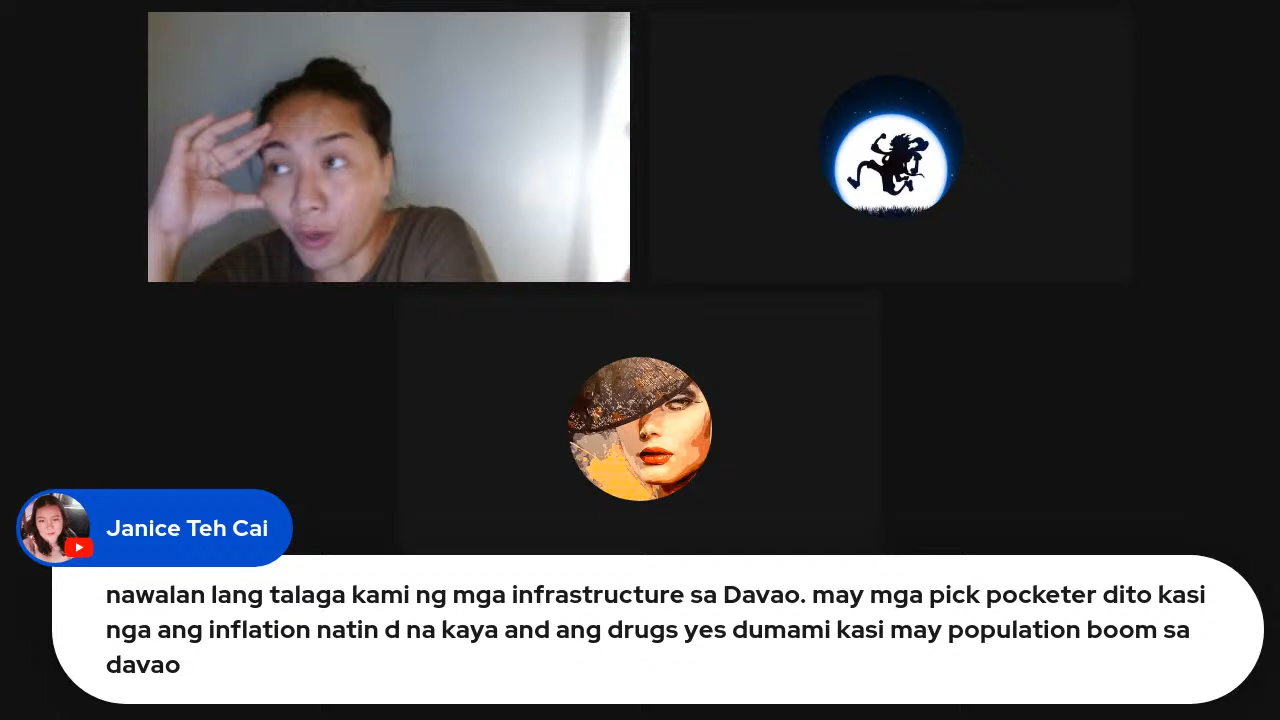 Janice Teh Cai
nawalan lang talaga kami ng mga infrastructure sa Davao. may mga pick pocketer dito kasi
nga ang inflation natin d na kaya and ang drugs yes dumami kasi may population boom sa
davao